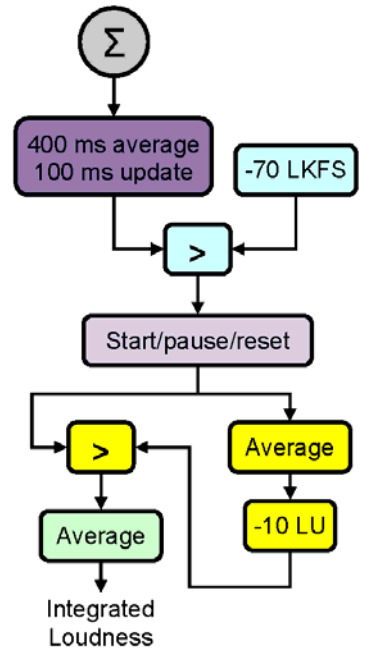 Σ
400 ms average
100 ms update
-70 LKFS
>
Start/pause/reset
>
Average
-10 LU
Average
Integrated
Loudness